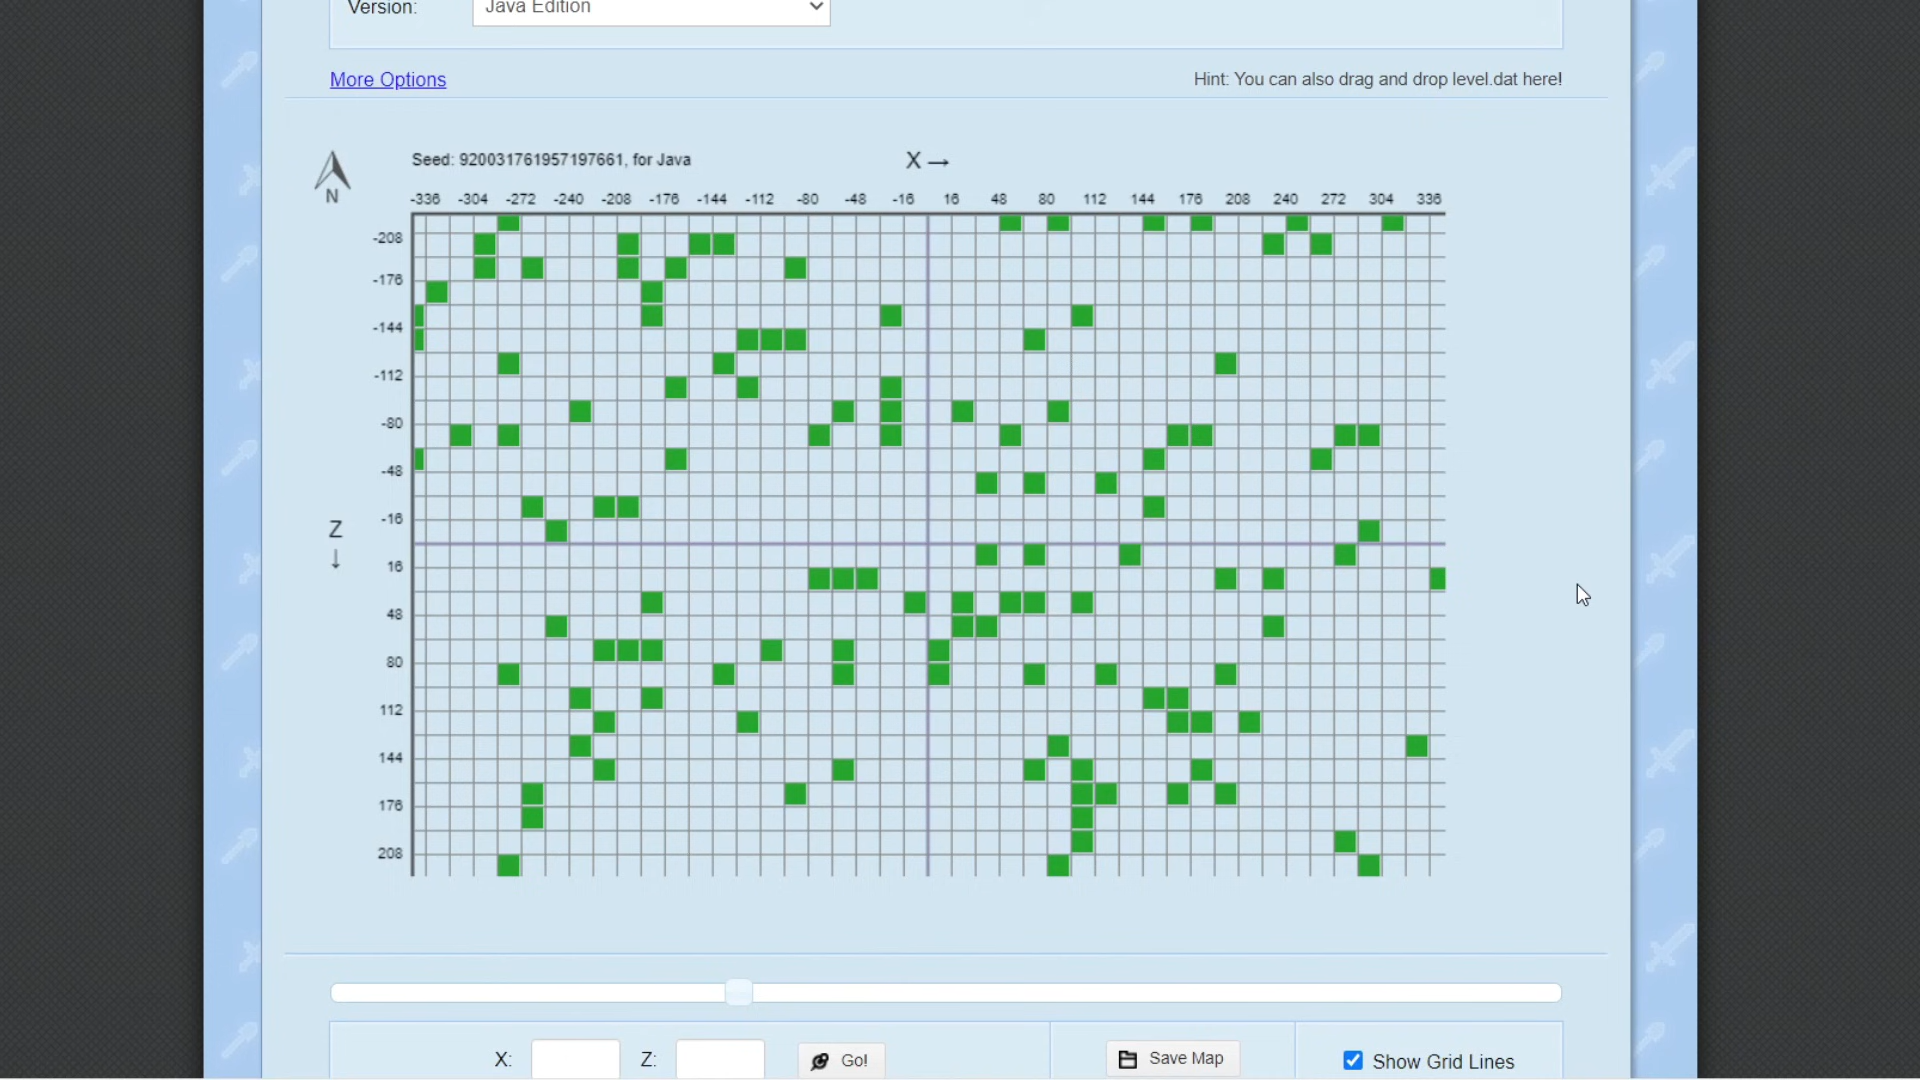 Version:
Java Edition
More Options
Hint: You can also drag and drop level.dat here!
N
Seed: 920031761957197661, for Java
X →
-336 -304 -272 -240 -208 -176 -144 -112 -80 -48 -16 16 48 80 112 144 176 208 240 272 304 336
-208
-176
-144
-112
-80
-48
-16
Z
↓
16
48
80
112
144
176
208
X:
Z:
Go!
Save Map
Show Grid Lines